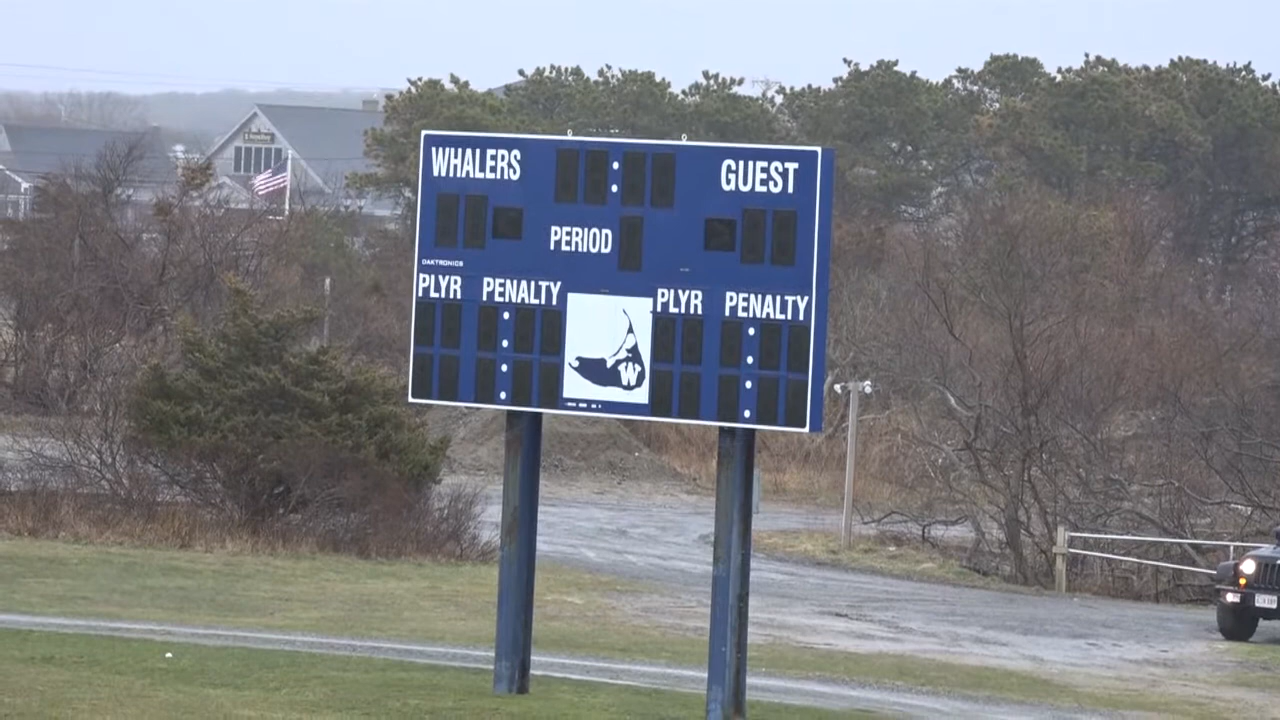 WHALERS GUEST
PERIOD
DAKTRONICS
PLYR PENALTY PLYR PENALTY
W